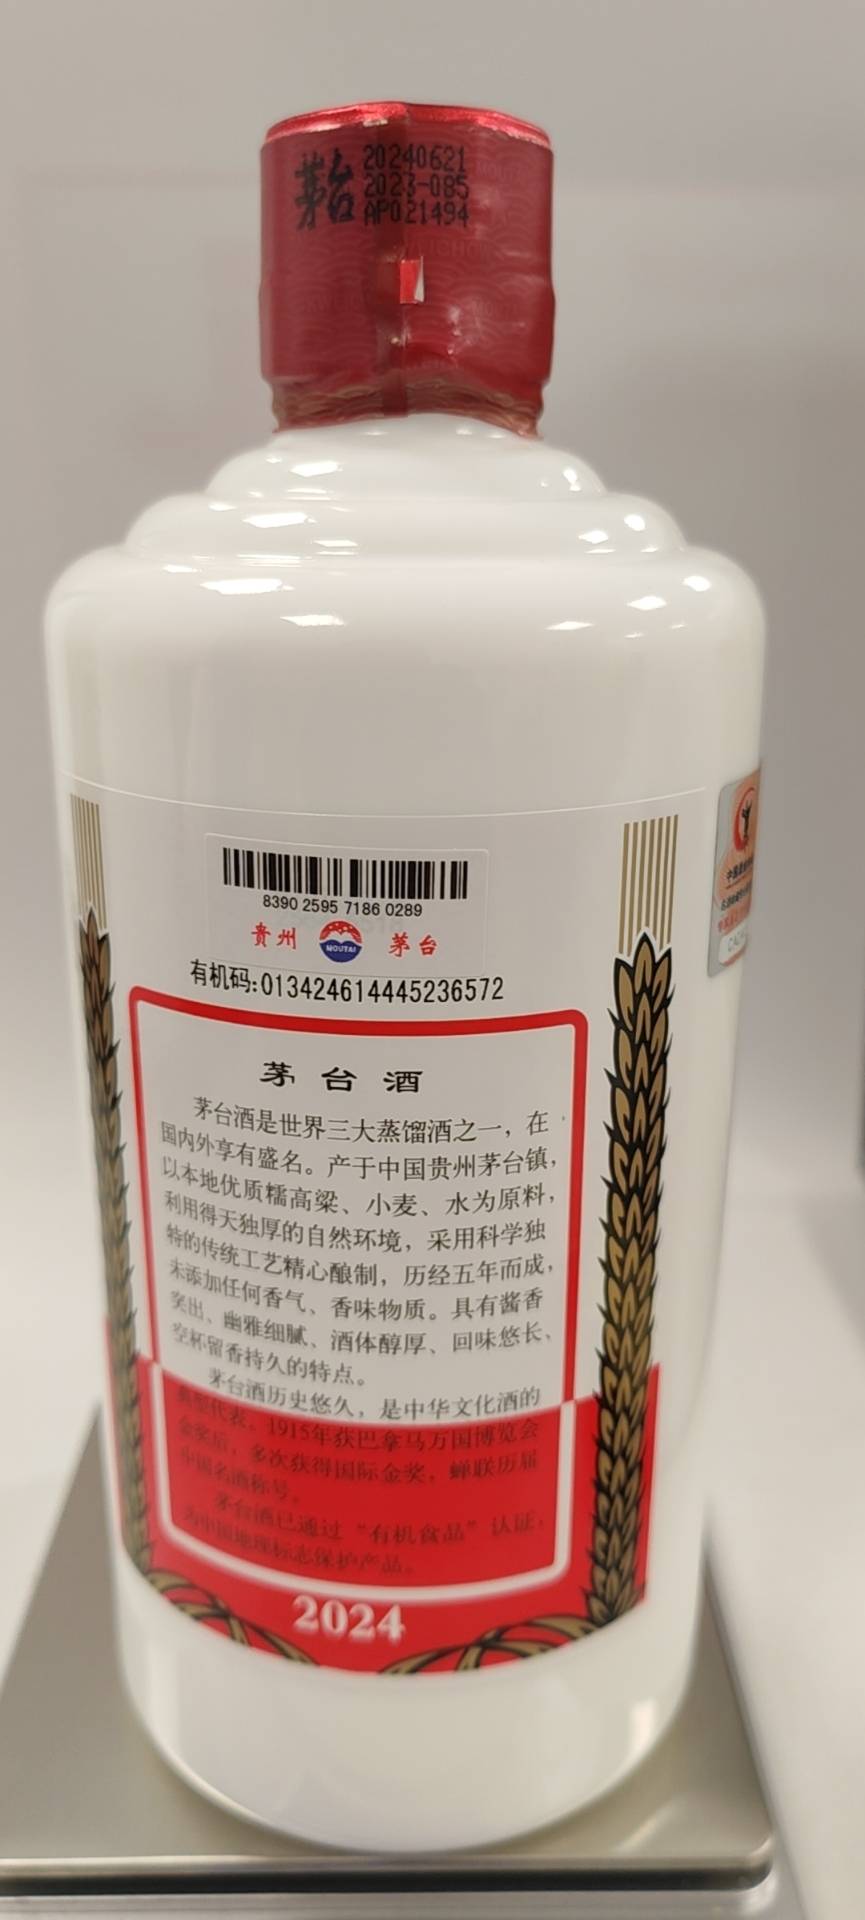 茅台
20240621
2023-085
AP021494
8390 2595 7186 0289
贵州 MOUTAI 茅台
有机码:013424614445236572
茅台酒
茅台酒是世界三大蒸馏酒之一，在
国内外享有盛名。产于中国贵州茅台镇，
以本地优质糯高粱、小麦、水为原料，
利用得天独厚的自然环境，采用科学独
特的传统工艺精心酿制，历经五年而成，
未添加任何香气、香味物质。具有酱香
突出、幽雅细腻、酒体醇厚、回味悠长、
空杯留香持久的特点。
茅台酒历史悠久，是中华文化酒的
典型代表。1915年获巴拿马万国博览会
金奖后，多次获得国际金奖，蝉联历届
中国名酒称号。
茅台酒已通过“有机食品”认证，
为中国地理标志保护产品。
2024